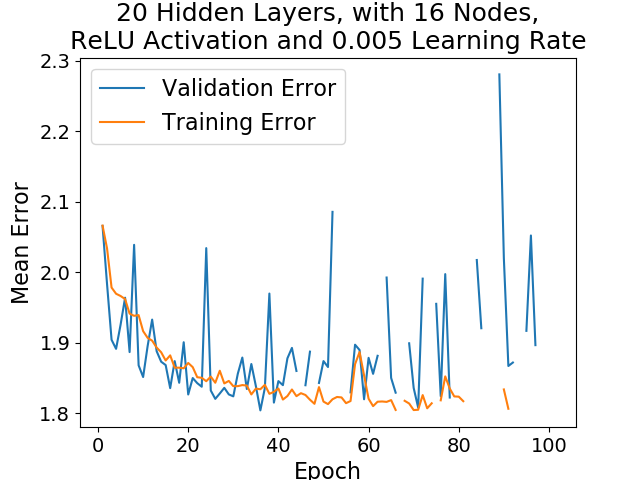 20 Hidden Layers, with 16 Nodes,
ReLU Activation and 0.005 Learning Rate
Validation Error
Training Error
Mean Error
2.3
2.2
2.1
2.0
1.9
1.8
0 20 40 60 80 100
Epoch